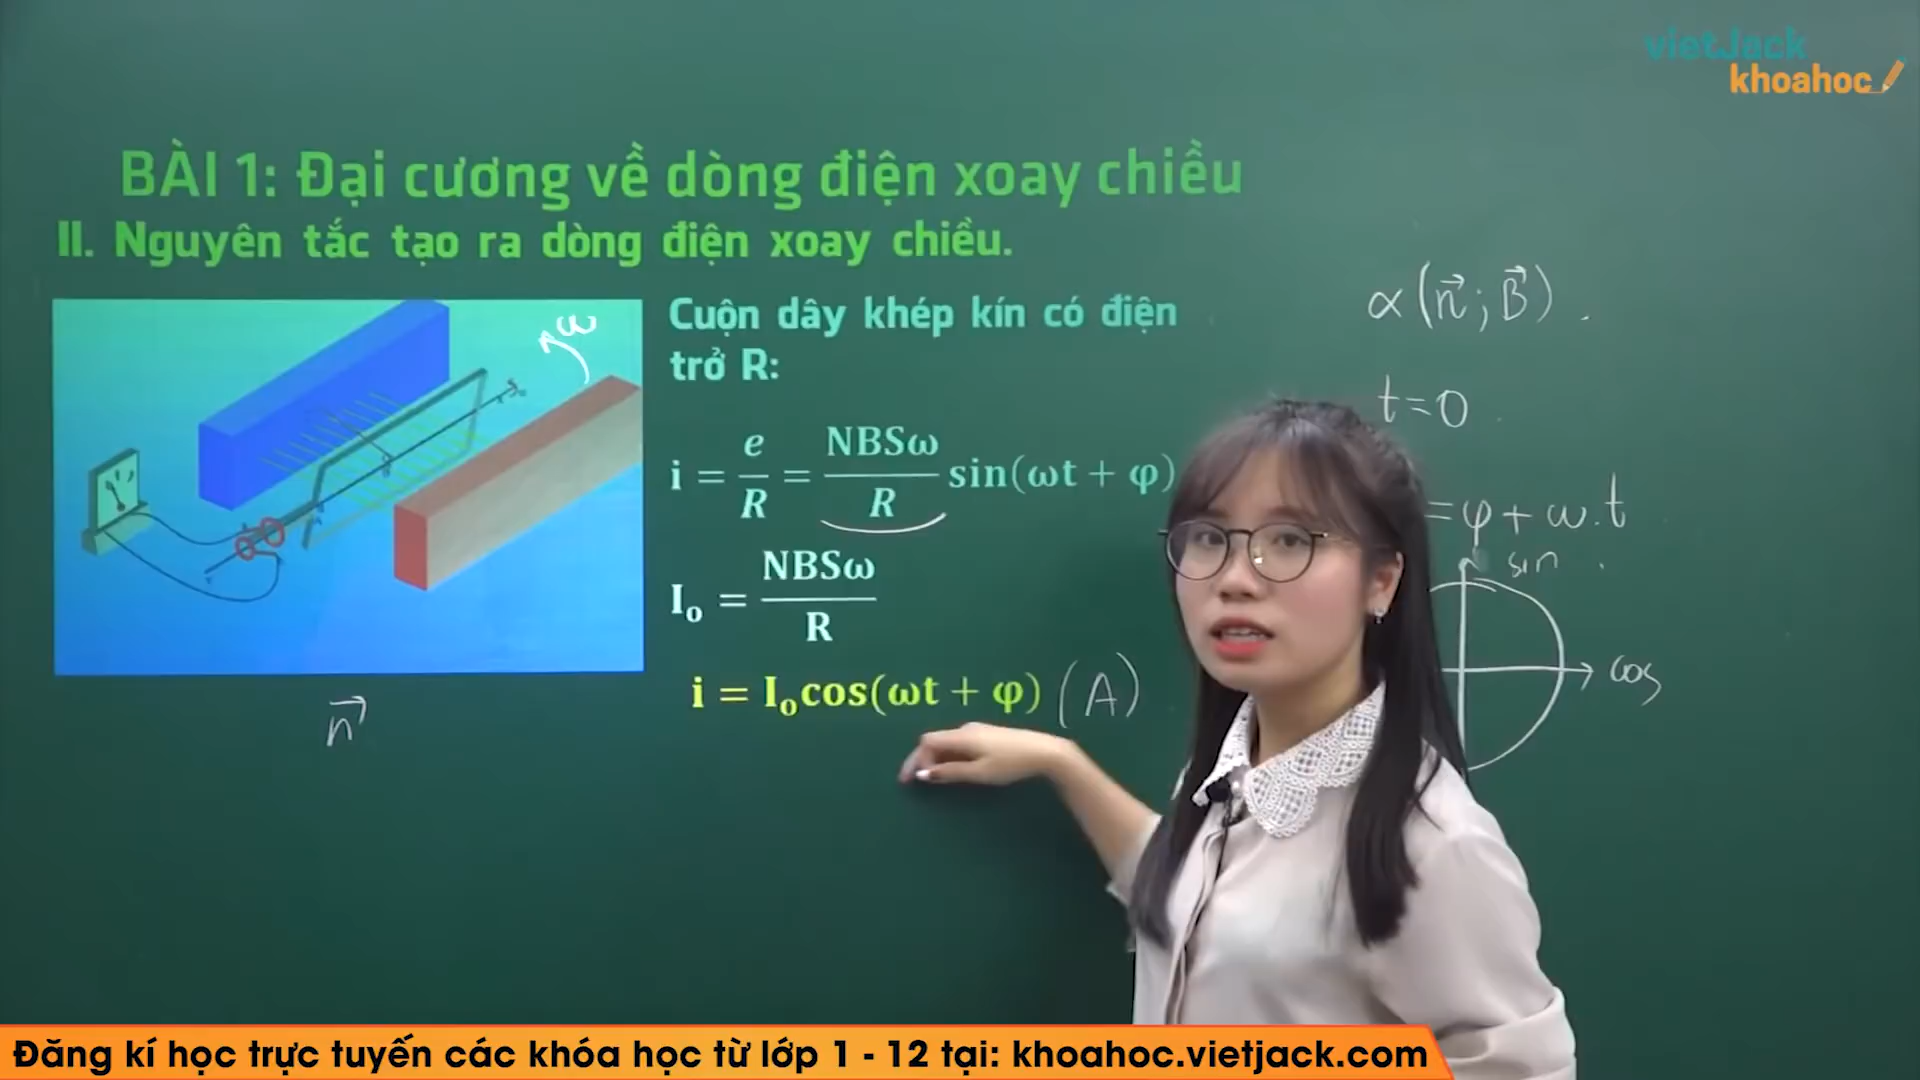 vietJack
khoahoc
BÀI 1: Đại cương về dòng điện xoay chiều
II. Nguyên tắc tạo ra dòng điện xoay chiều.
ω
Cuộn dây khép kín có điện
trở R:
i = e/R = NBSω/R sin(ωt + φ)
I₀ = NBSω/R
i = I₀cos(ωt + φ) (A)
n⃗
α(n⃗; B⃗).
t=0
=φ+ω.t
sin
cos
Đăng kí học trực tuyến các khóa học từ lớp 1 - 12 tại: khoahoc.vietjack.com